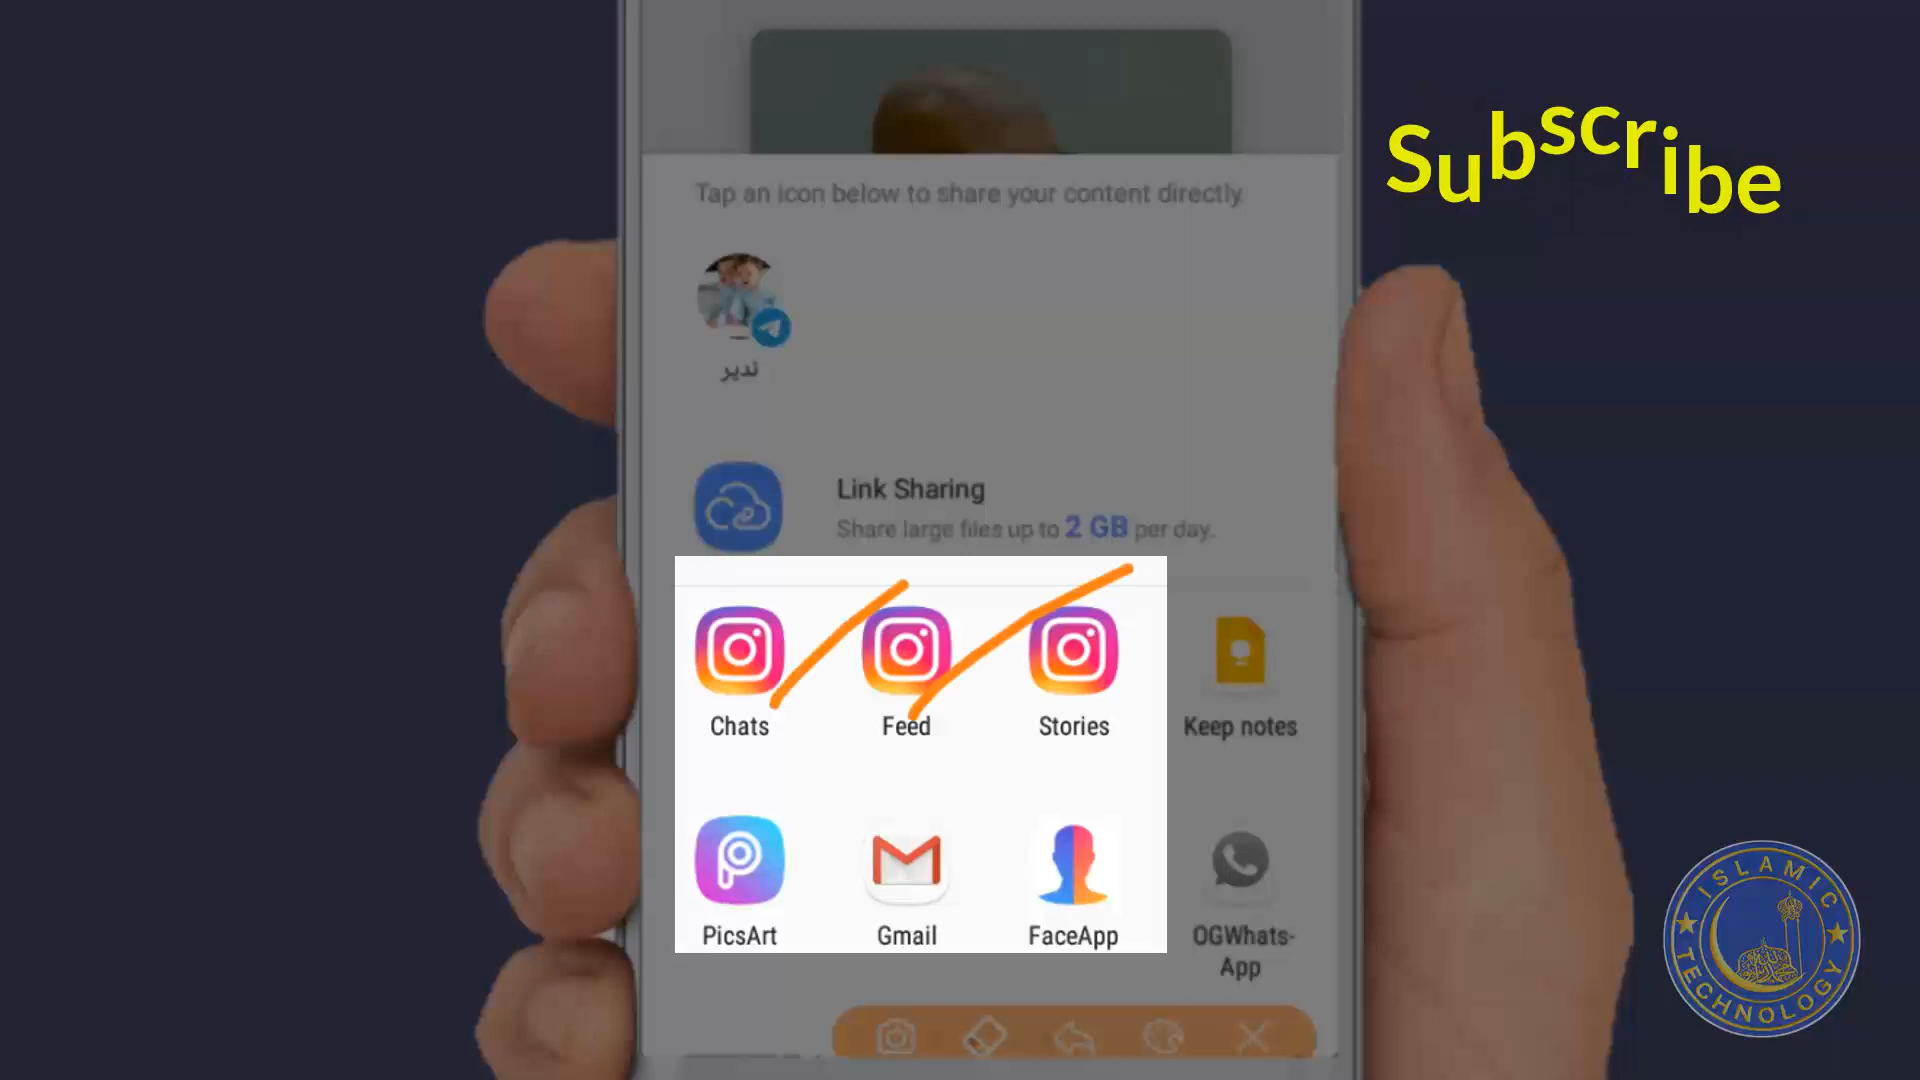 Subscribe
Tap an icon below to share your content directly.
ندير
Link Sharing
Share large files up to 2 GB per day.
Chats
Feed
Stories
Keep notes
PicsArt
Gmail
FaceApp
OGWhats-
App
ISLAMIC
TECHNOLOGY